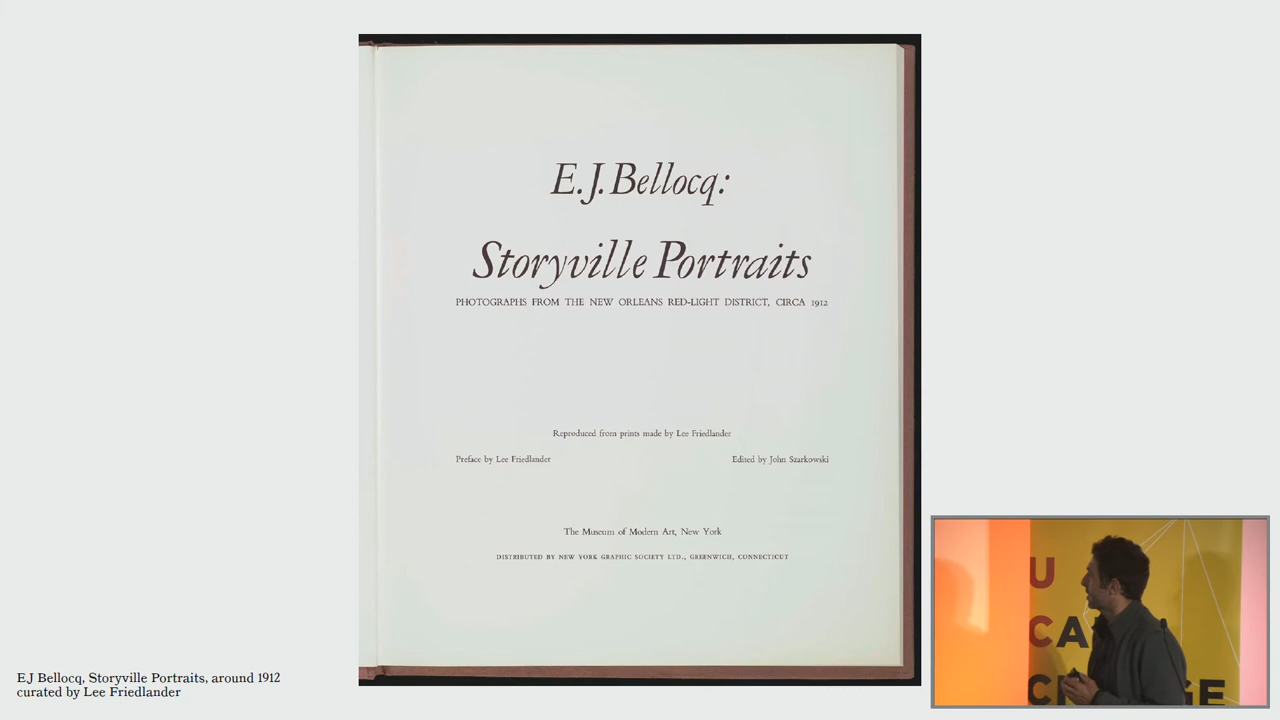 E.J. Bellocq:
Storyville Portraits
PHOTOGRAPHS FROM THE NEW ORLEANS RED-LIGHT DISTRICT, CIRCA 1912
Reproduced from prints made by Lee Friedlander
Preface by Lee Friedlander
Edited by John Szarkowski
The Museum of Modern Art, New York
DISTRIBUTED BY NEW YORK GRAPHIC SOCIETY LTD., GREENWICH, CONNECTICUT
EJ Bellocq, Storyville Portraits, around 1912
curated by Lee Friedlander
U